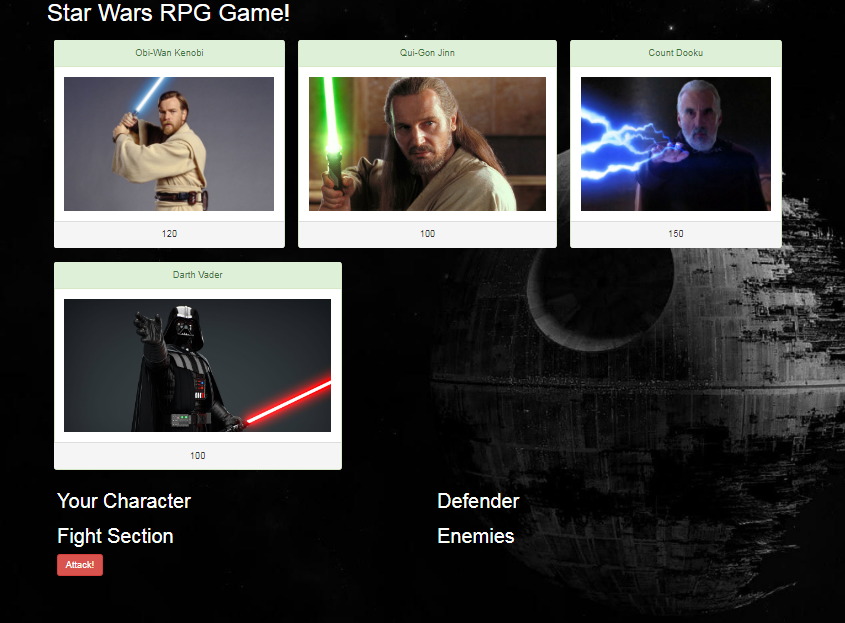 Star Wars RPG Game!
Obi-Wan Kenobi
Qui-Gon Jinn
Count Dooku
120
100
150
Darth Vader
100
Your Character
Defender
Fight Section
Enemies
Attack!